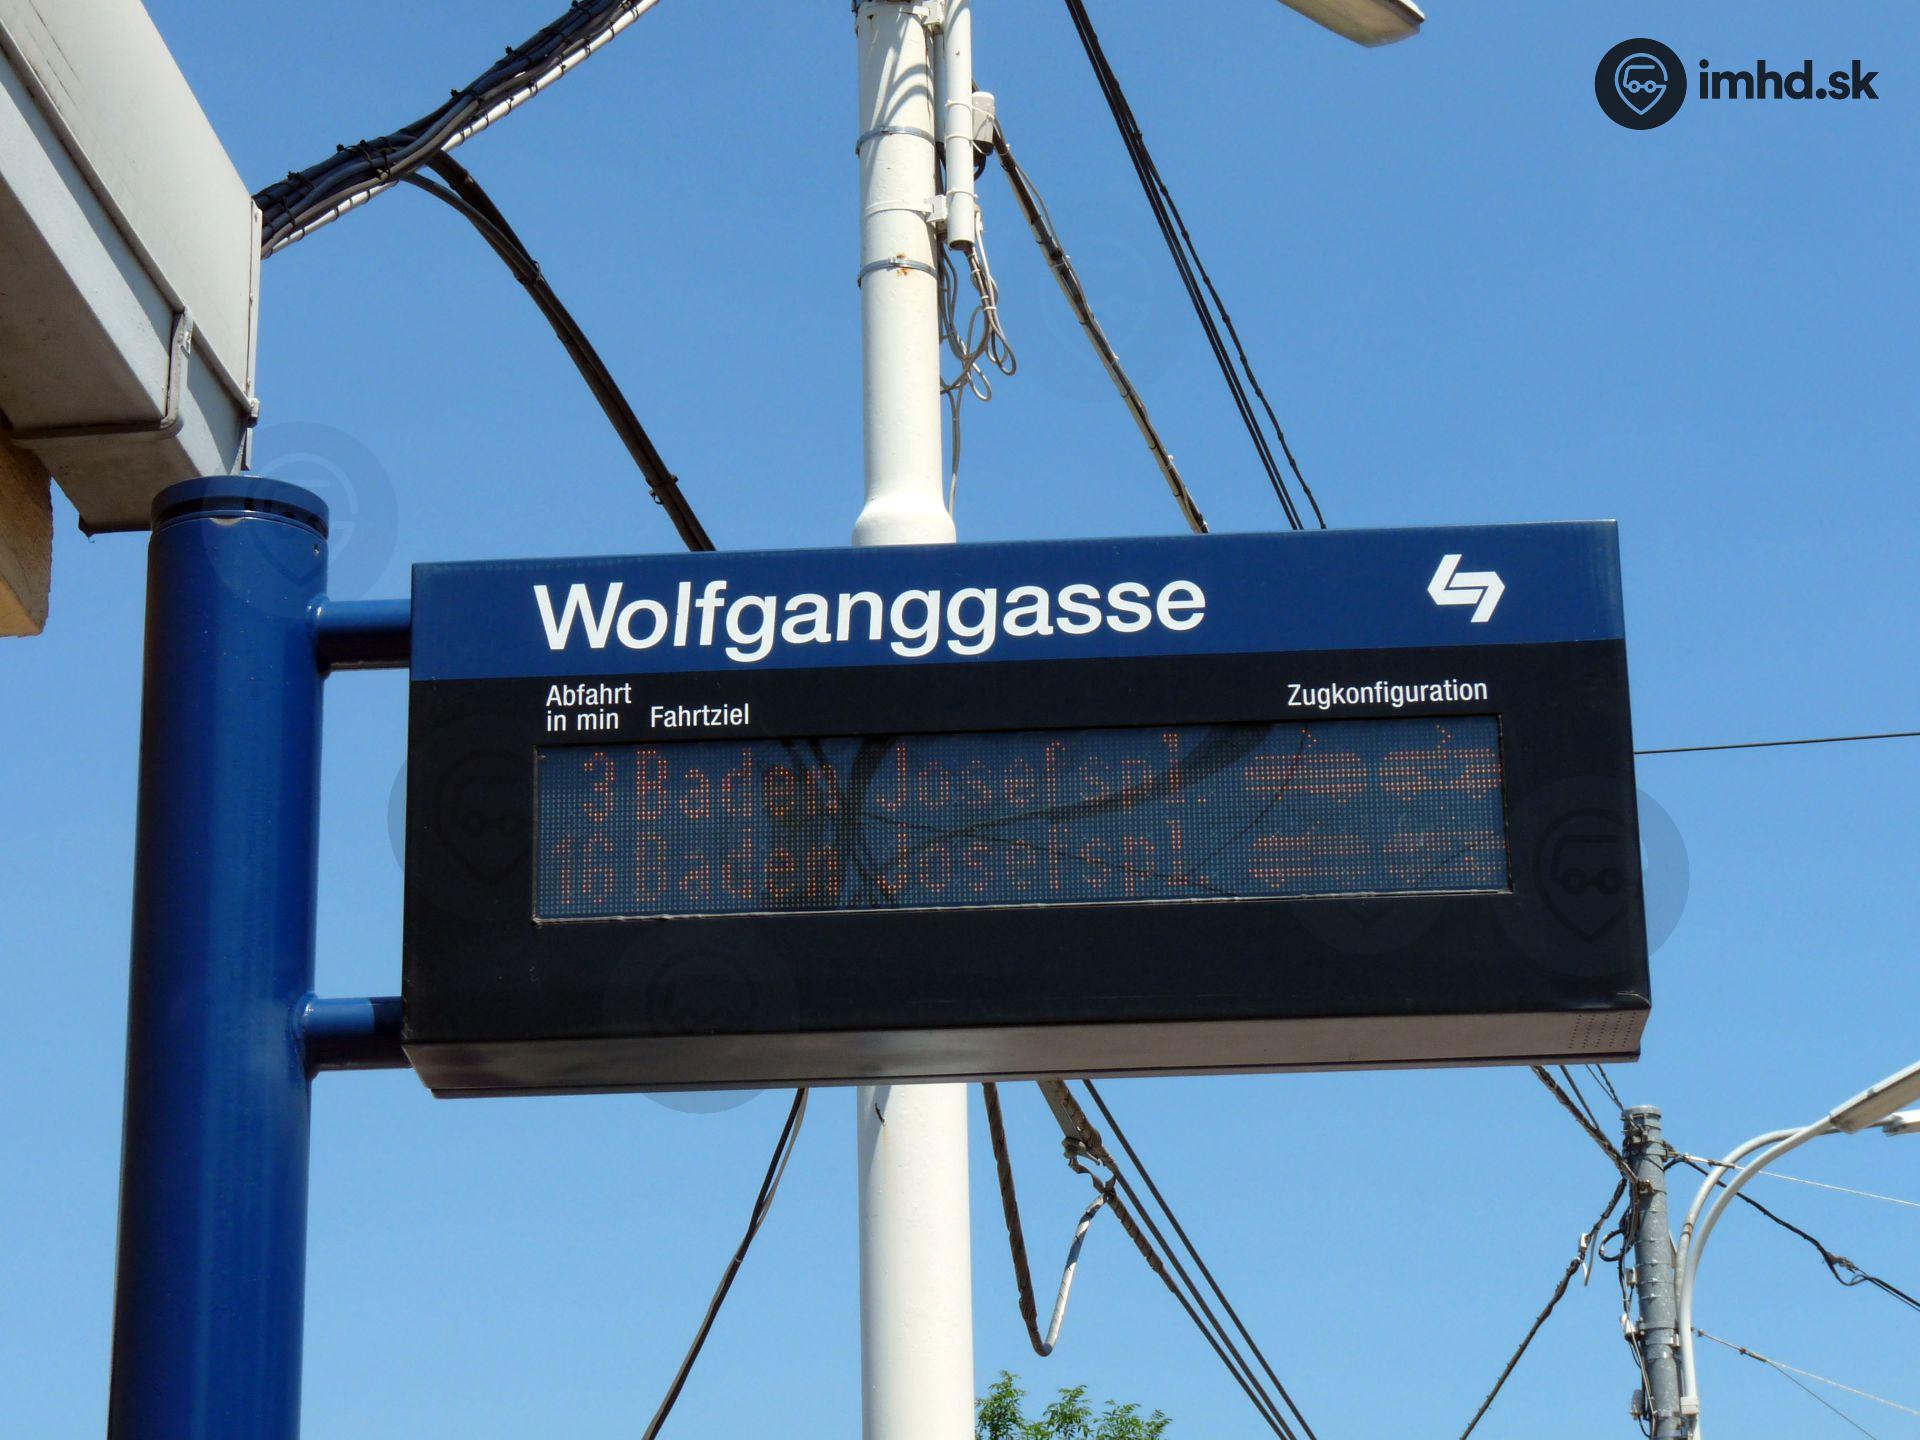 imhd.sk
Wolfganggasse
Abfahrt
in min Fahrtziel
Zugkonfiguration
3 Baden Josefspl.
16 Baden Josefspl.